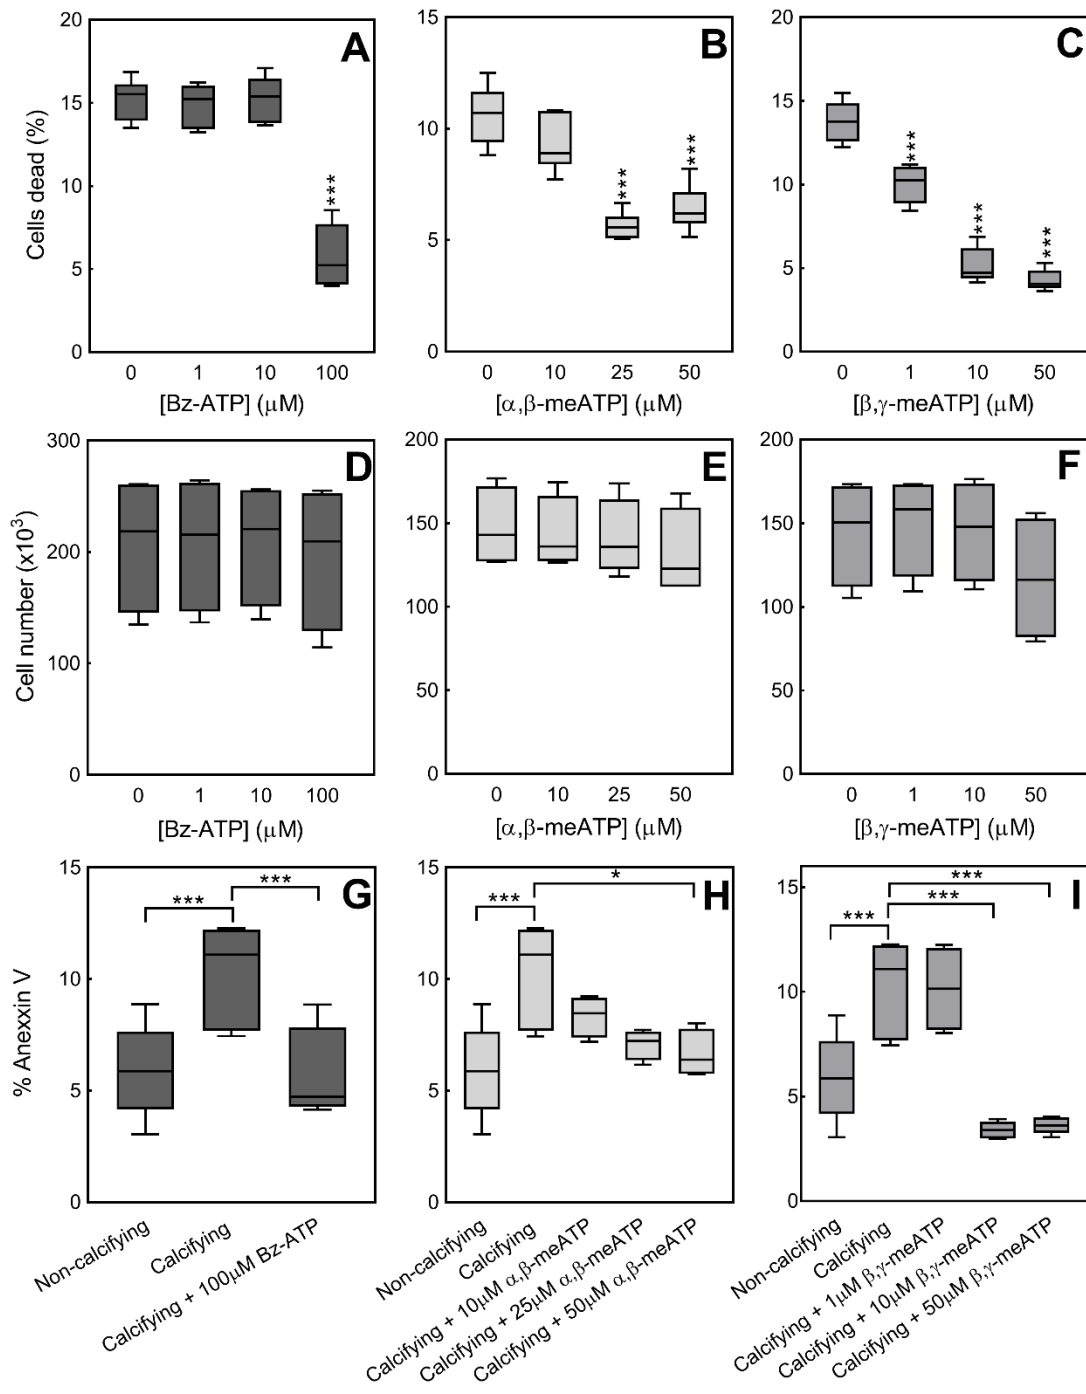 A
Cells dead (%)
20
15
10
5
0
***
0 1 10 100
[Bz-ATP] (μM)
B
15
10
5
0
***
***
0 10 25 50
[α,β-meATP] (μM)
C
20
15
10
5
0
***
***
***
0 1 10 50
[β,γ-meATP] (μM)
D
Cell number (x10³)
300
200
100
0
0 1 10 100
[Bz-ATP] (μM)
E
200
150
100
50
0
0 10 25 50
[α,β-meATP] (μM)
F
200
150
100
50
0
0 1 10 50
[β,γ-meATP] (μM)
G
% Anexxin V
15
10
5
0
***
***
Non-calcifying
Calcifying
Calcifying + 100μM Bz-ATP
H
15
10
5
0
***
*
Non-calcifying
Calcifying
Calcifying + 10μM α,β-meATP
Calcifying + 25μM α,β-meATP
Calcifying + 50μM α,β-meATP
I
15
10
5
0
***
***
***
Non-calcifying
Calcifying
Calcifying + 1μM β,γ-meATP
Calcifying + 10μM β,γ-meATP
Calcifying + 50μM β,γ-meATP